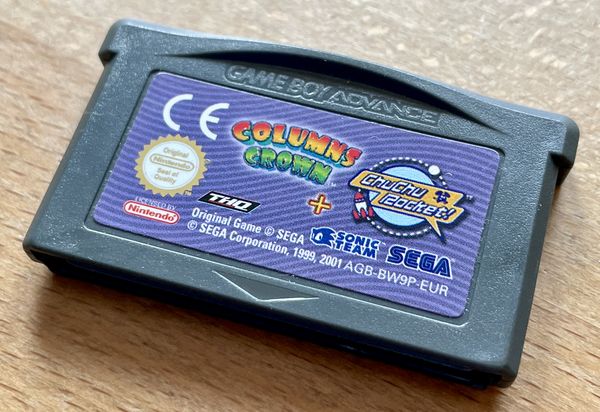 GAME BOY ADVANCE
CE
COLUMNS
CROWN™
+
ChuChu
Rocket!
Original
Nintendo
Seal of
Quality
LICENSED BY
Nintendo
THQ
SONIC
TEAM
SEGA
Original Game © SEGA
© SEGA Corporation, 1999, 2001 AGB-BW9P-EUR